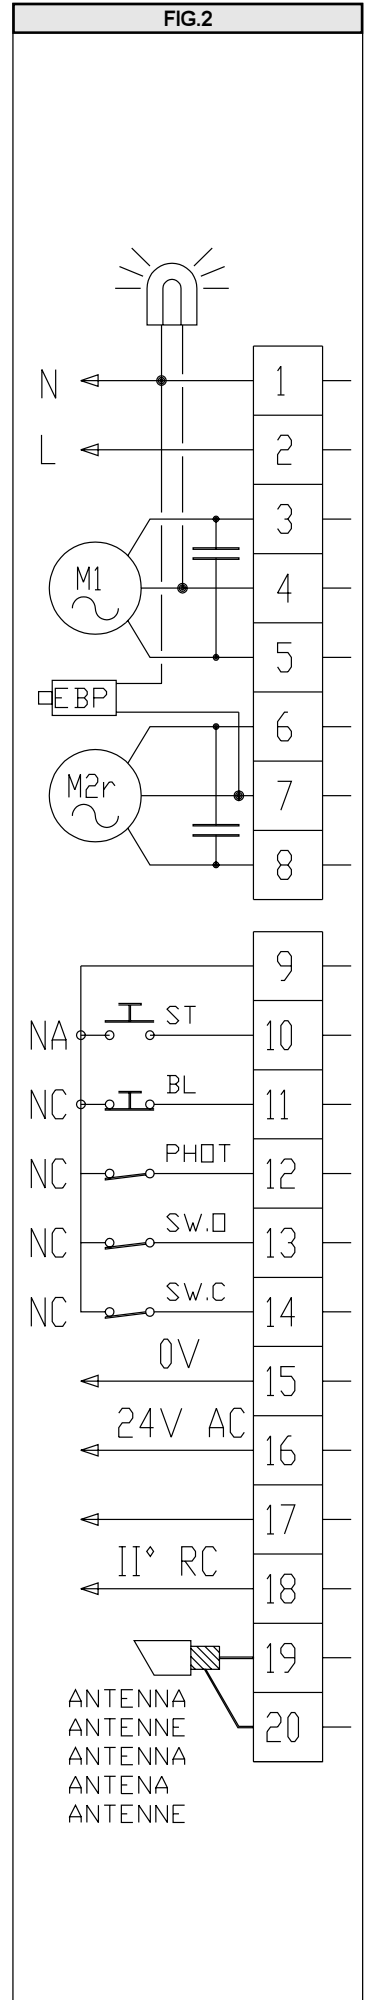 FIG.2
N 1
L 2
3
M1 4
5
EBP
6
M2r 7
8
9
NA ST 10
NC BL 11
NC PHOT 12
NC SW.O 13
NC SW.C 14
0V 15
24V AC 16
17
II° RC 18
19
ANTENNA 20
ANTENNE
ANTENNA
ANTENA
ANTENNE